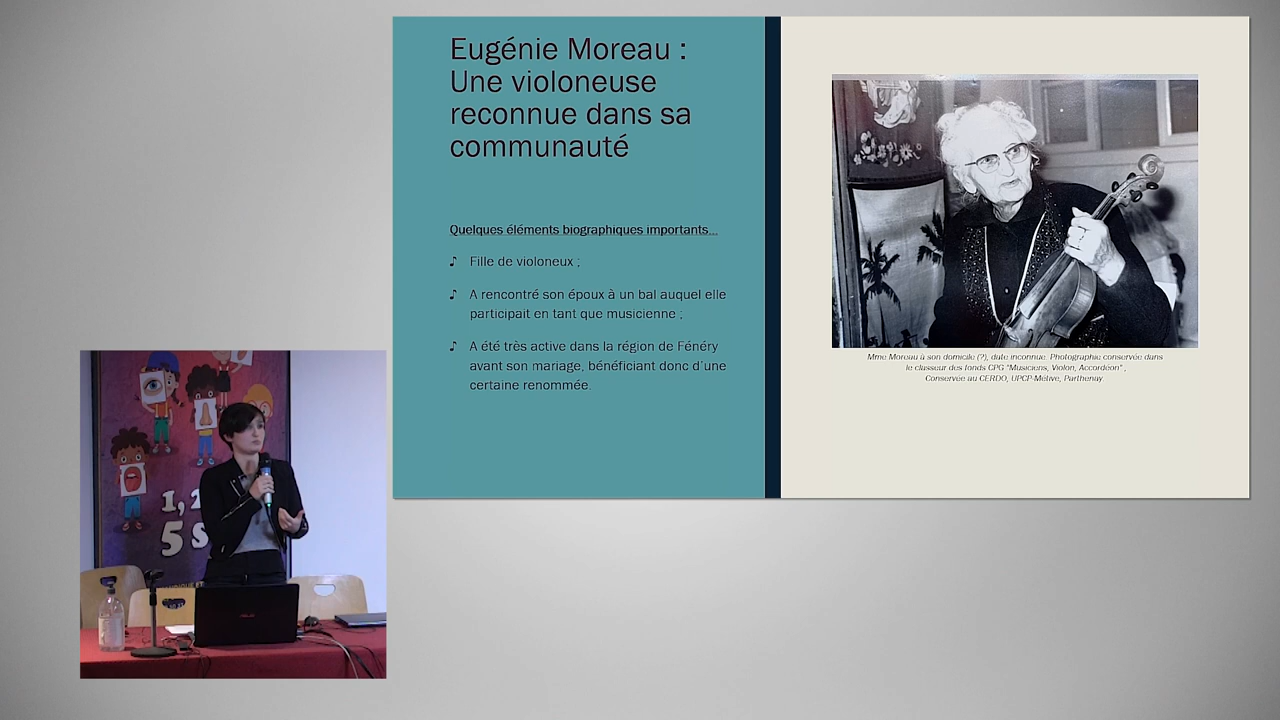 Eugénie Moreau :
Une violoneuse
reconnue dans sa
communauté
Quelques éléments biographiques importants…
♪ Fille de violoneux ;
♪ A rencontré son époux à un bal auquel elle
participait en tant que musicienne ;
♪ A été très active dans la région de Fénéry
avant son mariage, bénéficiant donc d’une
certaine renommée.
Mme Moreau à son domicile (?), date inconnue. Photographie conservée dans
le classeur des fonds CPG "Musiciens, Violon, Accordéon" ,
Conservée au CERDO, UPCP-Métive, Parthenay.
1, 2
5 S